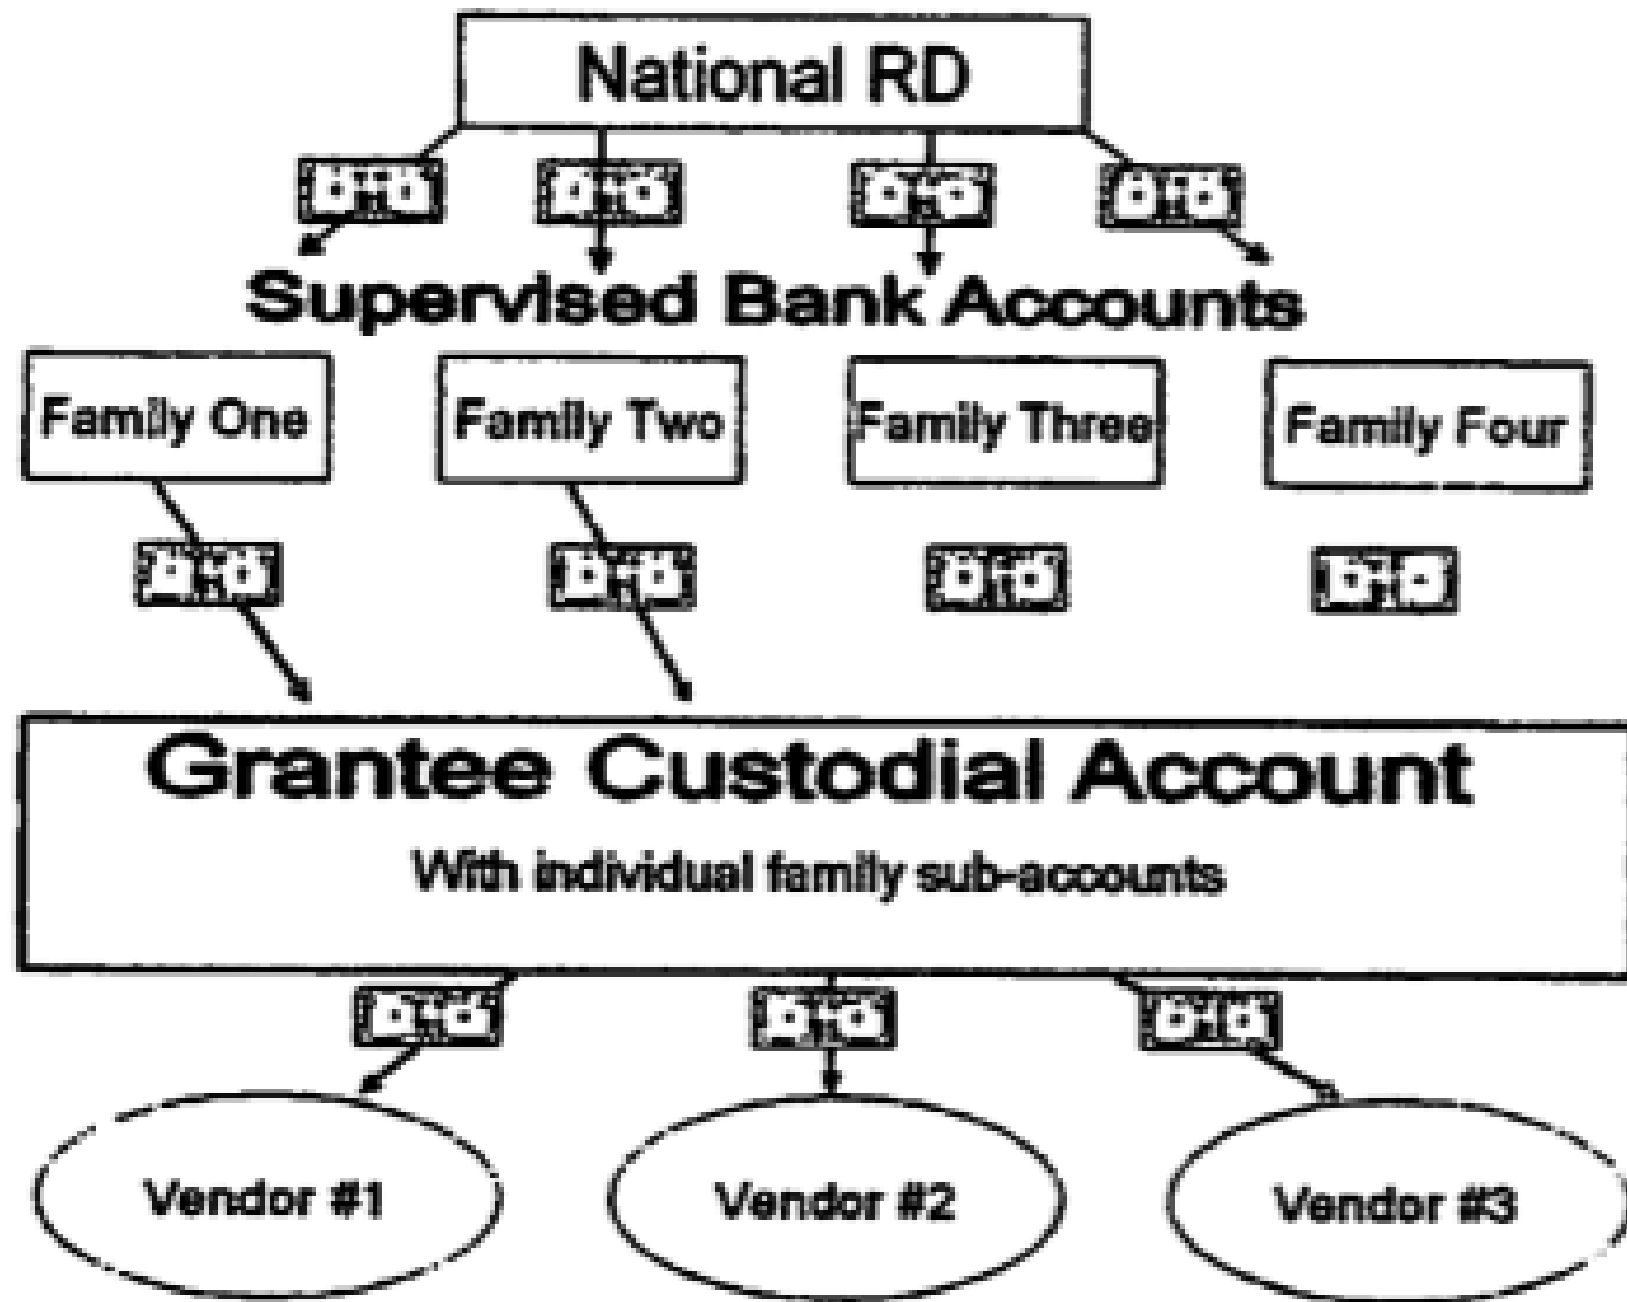 National RD
Supervised Bank Accounts
Family One
Family Two
Family Three
Family Four
Grantee Custodial Account
With individual family sub-accounts
Vendor #1
Vendor #2
Vendor #3